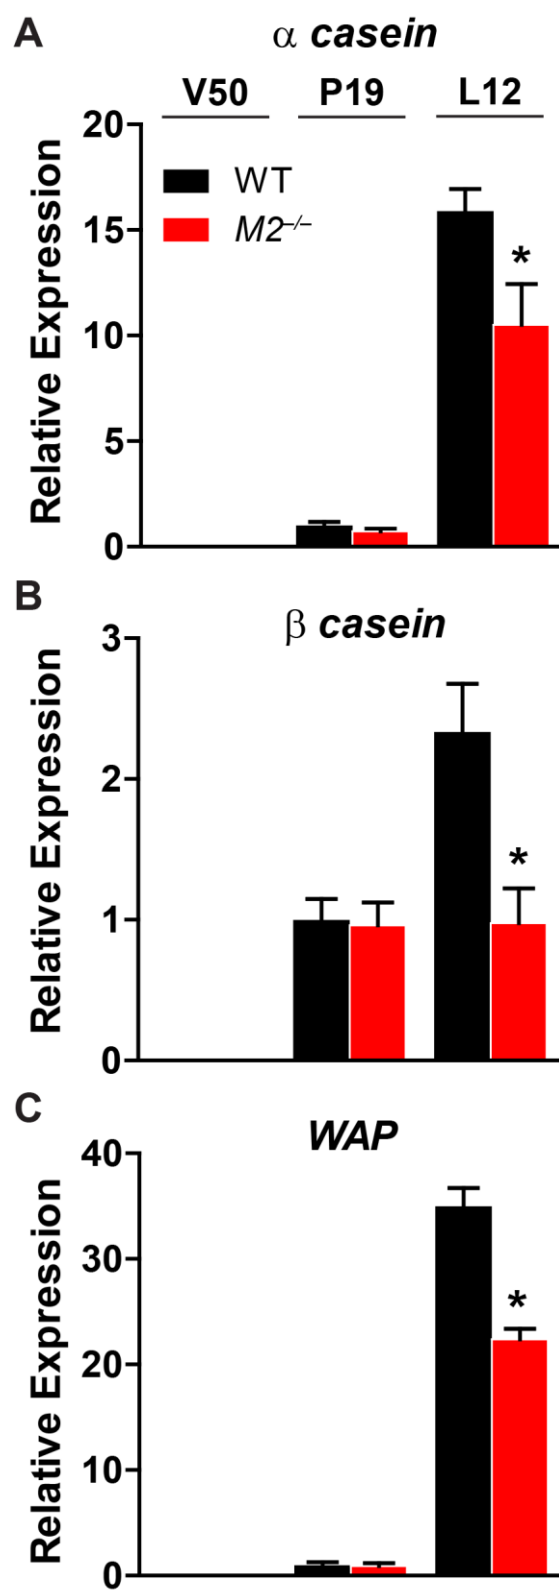 A
α casein
V50 P19 L12
Relative Expression
20
15
10
5
0
WT
M2⁻/⁻
*
B
β casein
Relative Expression
3
2
1
0
*
C
WAP
Relative Expression
40
30
20
10
0
*